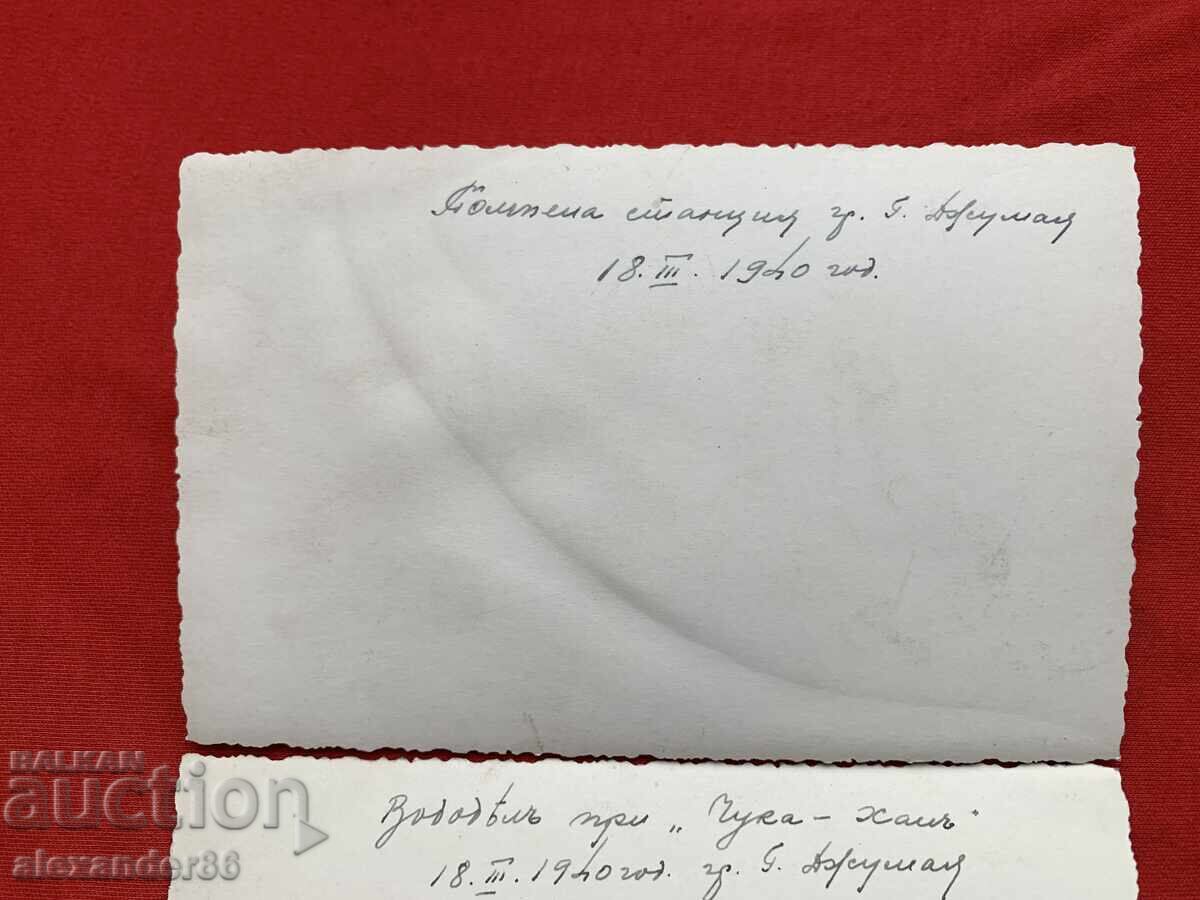 Помпена станция гр. Г. Джумая
18. III. 1940 год.
Вододѣлъ при „Чука - ханъ"
18. III. 1940 год. гр. Г. Джумая
BALKAN
auction
alexander86